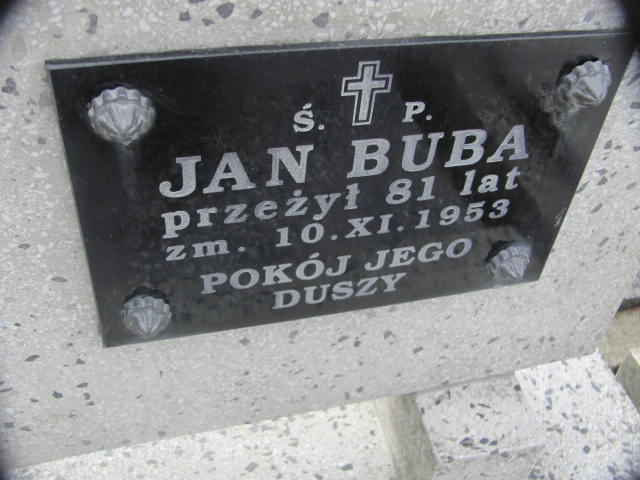 Ś. P.
JAN BUBA
przeżył 81 lat
zm. 10.XI.1953
POKÓJ JEGO
DUSZY